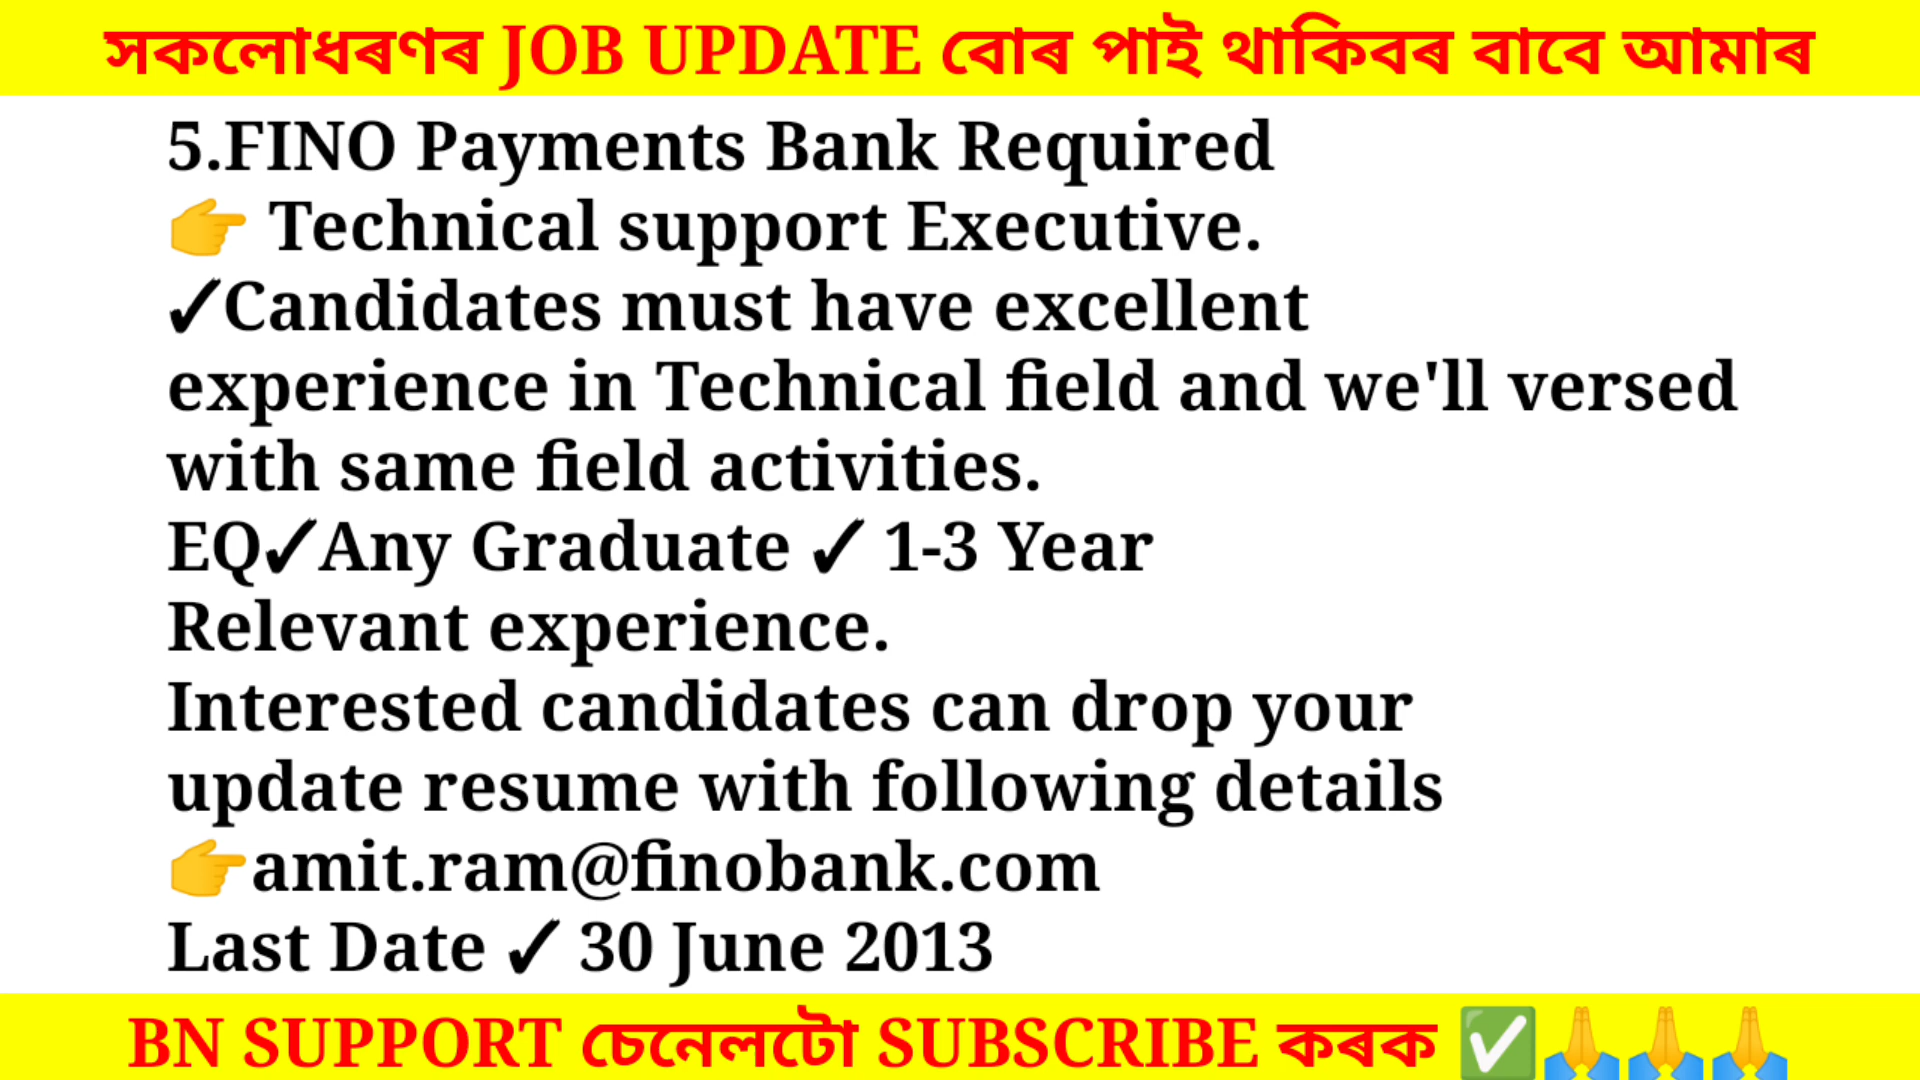 সকলোধৰণৰ JOB UPDATE বোৰ পাই থাকিবৰ বাবে আমাৰ
5.FINO Payments Bank Required
👉 Technical support Executive.
✓Candidates must have excellent
experience in Technical field and we'll versed
with same field activities.
EQ✓Any Graduate ✓ 1-3 Year
Relevant experience.
Interested candidates can drop your
update resume with following details
👉amit.ram@finobank.com
Last Date ✓ 30 June 2013
BN SUPPORT চেনেলটো SUBSCRIBE কৰক ✅🙏🙏🙏